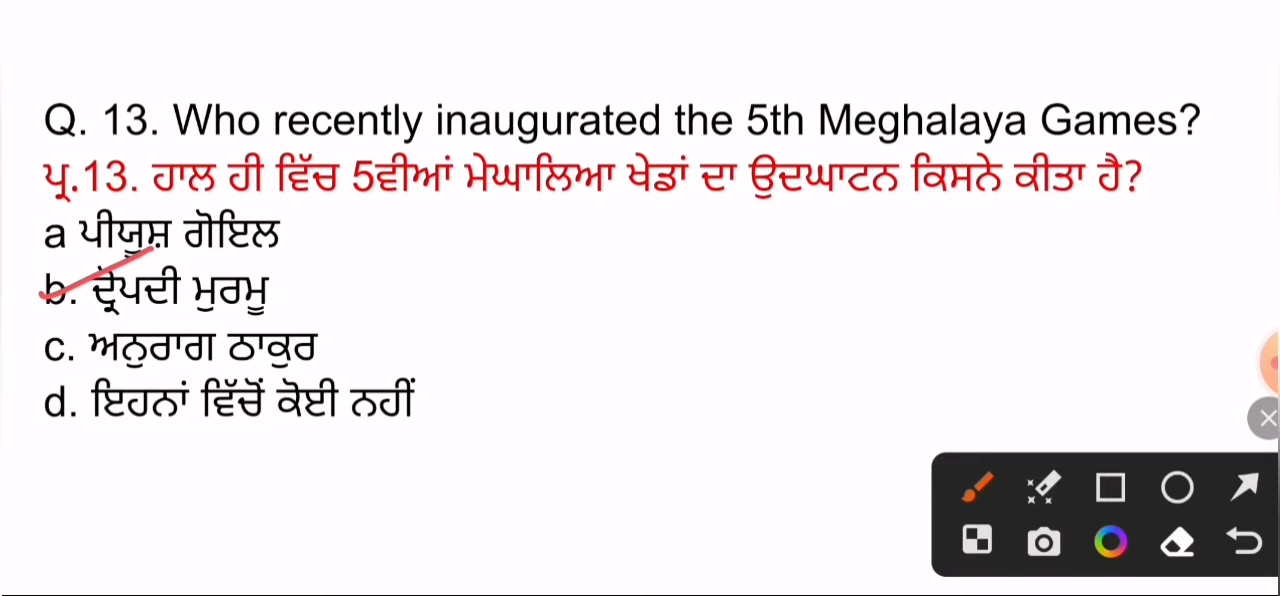 Q. 13. Who recently inaugurated the 5th Meghalaya Games?
ਪ੍ਰ.13. ਹਾਲ ਹੀ ਵਿੱਚ 5ਵੀਆਂ ਮੇਘਾਲਿਆ ਖੇਡਾਂ ਦਾ ਉਦਘਾਟਨ ਕਿਸਨੇ ਕੀਤਾ ਹੈ?
a ਪੀਯੂਸ਼ ਗੋਇਲ
b. ਦ੍ਰੋਪਦੀ ਮੁਰਮੂ
c. ਅਨੁਰਾਗ ਠਾਕੁਰ
d. ਇਹਨਾਂ ਵਿੱਚੋਂ ਕੋਈ ਨਹੀਂ